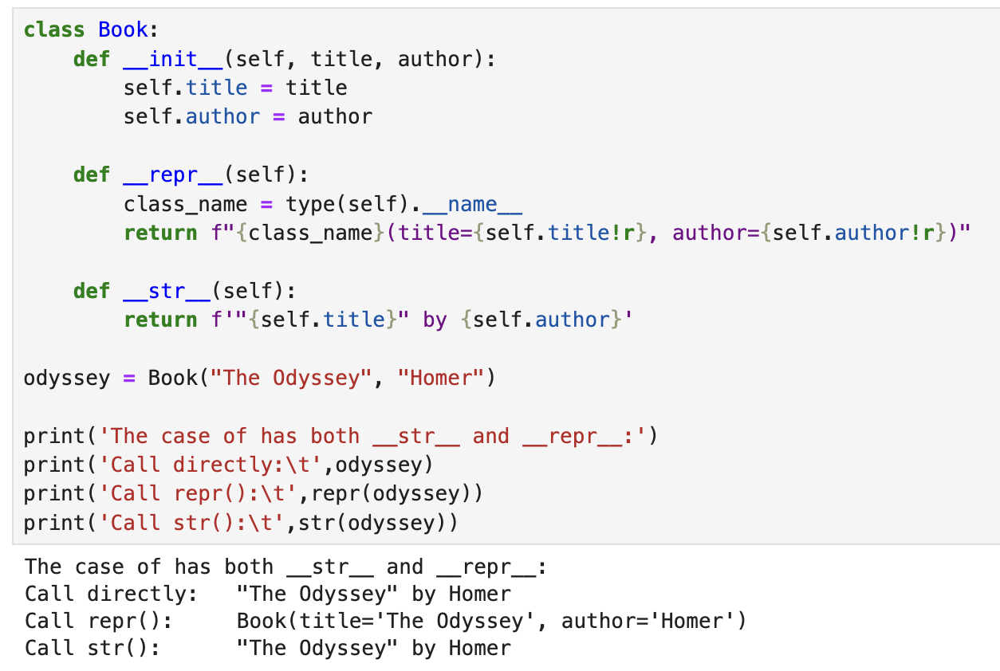 class Book:
    def __init__(self, title, author):
        self.title = title
        self.author = author

    def __repr__(self):
        class_name = type(self).__name__
        return f"{class_name}(title={self.title!r}, author={self.author!r})"

    def __str__(self):
        return f'"{self.title}" by {self.author}'

odyssey = Book("The Odyssey", "Homer")

print('The case of has both __str__ and __repr__:')
print('Call directly:\t',odyssey)
print('Call repr():\t',repr(odyssey))
print('Call str():\t',str(odyssey))
The case of has both __str__ and __repr__:
Call directly:   "The Odyssey" by Homer
Call repr():     Book(title='The Odyssey', author='Homer')
Call str():      "The Odyssey" by Homer